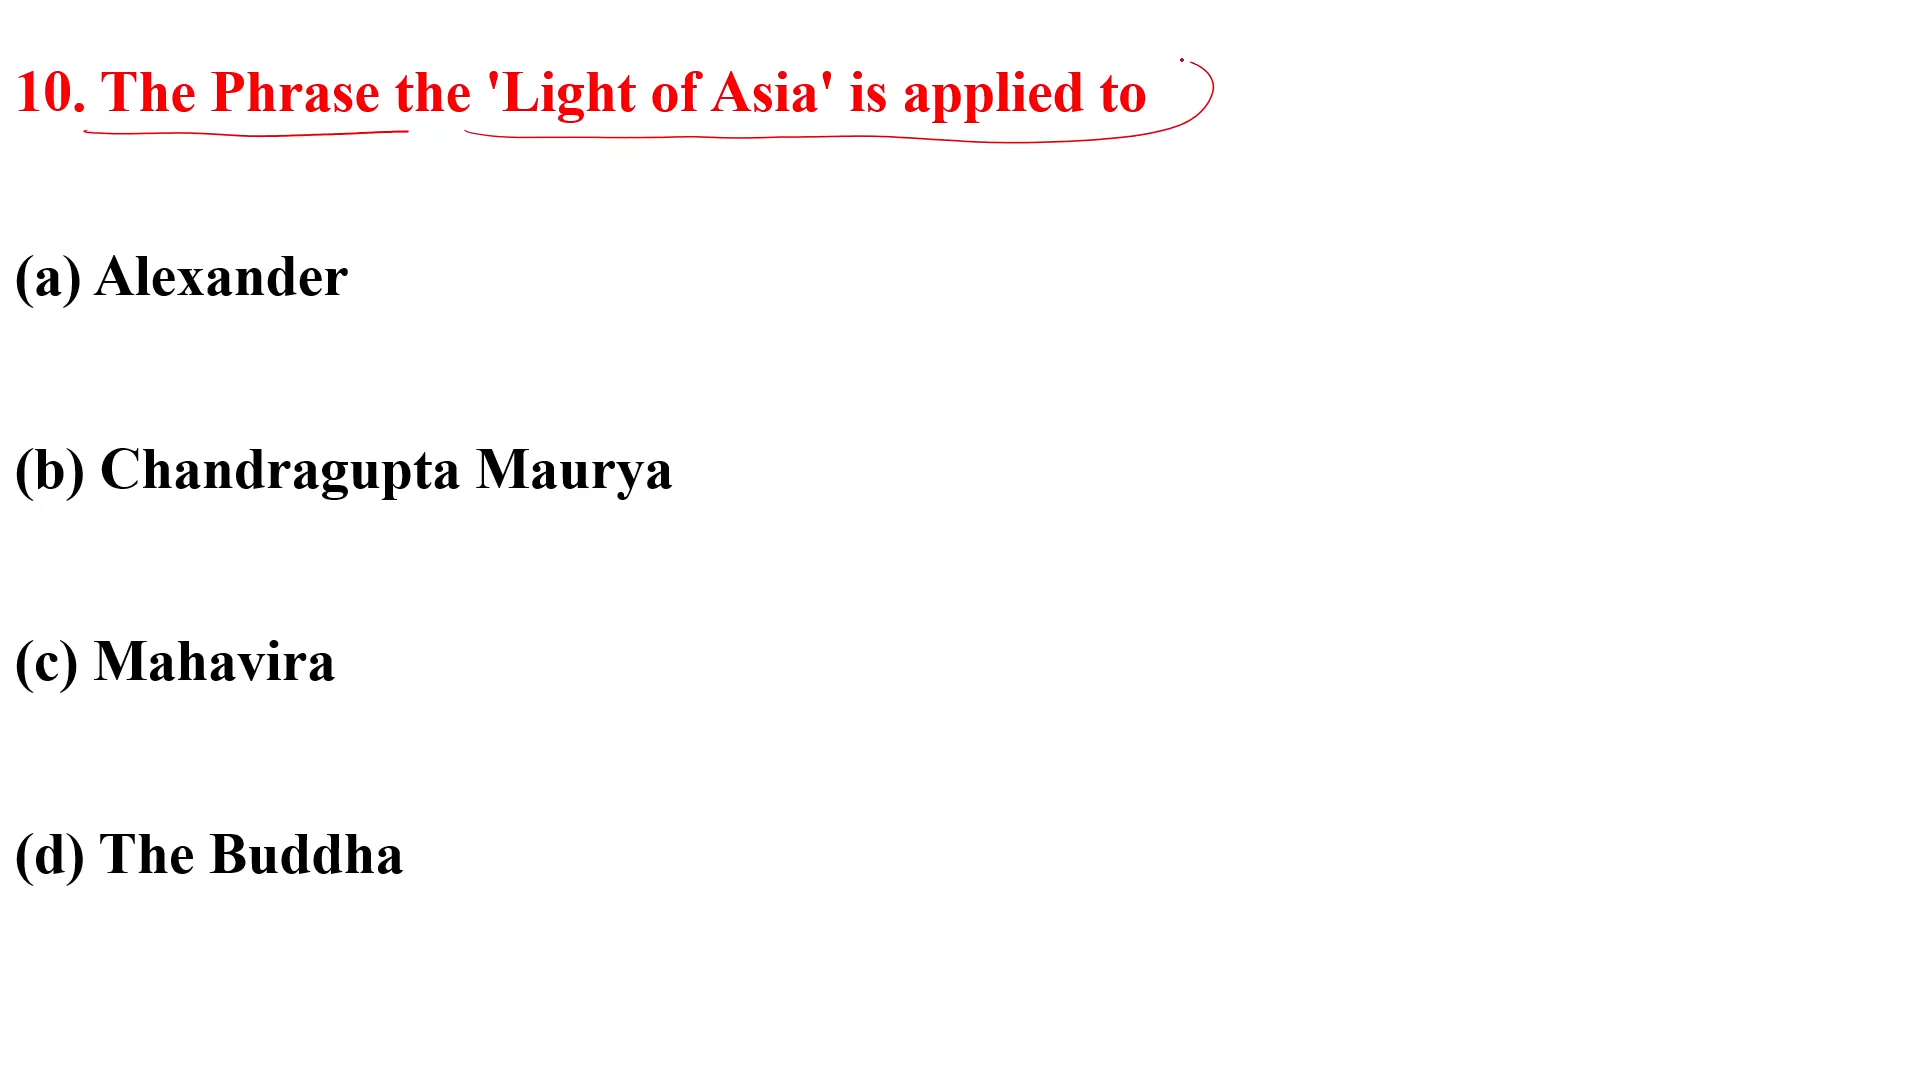 10. The Phrase the 'Light of Asia' is applied to
(a) Alexander
(b) Chandragupta Maurya
(c) Mahavira
(d) The Buddha